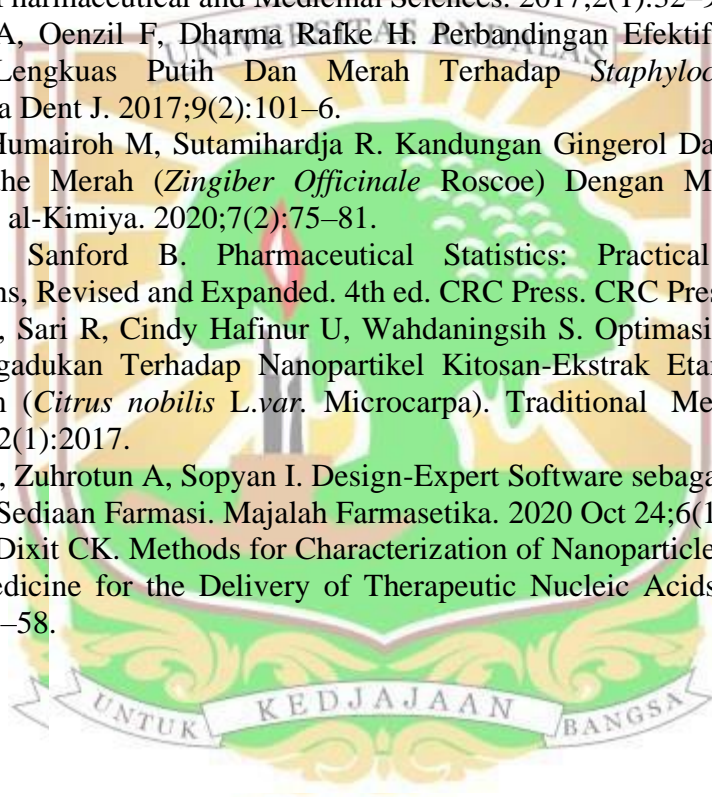 Pharmaceutical and Medicinal Sciences. 2017;2(1):32–9
A, Oenzil F, Dharma Rafke H. Perbandingan Efektif
UNIVERSITAS ANDALAS
Lengkuas Putih Dan Merah Terhadap Staphyloc
a Dent J. 2017;9(2):101–6.
Humairoh M, Sutamihardja R. Kandungan Gingerol Da
he Merah (Zingiber Officinale Roscoe) Dengan M
al-Kimiya. 2020;7(2):75–81.
Sanford B. Pharmaceutical Statistics: Practical
ns, Revised and Expanded. 4th ed. CRC Press. CRC Pres
, Sari R, Cindy Hafinur U, Wahdaningsih S. Optimasi
gadukan Terhadap Nanopartikel Kitosan-Ekstrak Etar
n (Citrus nobilis L.var. Microcarpa). Traditional Me
2(1):2017.
, Zuhrotun A, Sopyan I. Design-Expert Software sebaga
Sediaan Farmasi. Majalah Farmasetika. 2020 Oct 24;6(1
Dixit CK. Methods for Characterization of Nanoparticle
edicine for the Delivery of Therapeutic Nucleic Acids
–58.
UNTUK KEDJAJAAN BANGSA